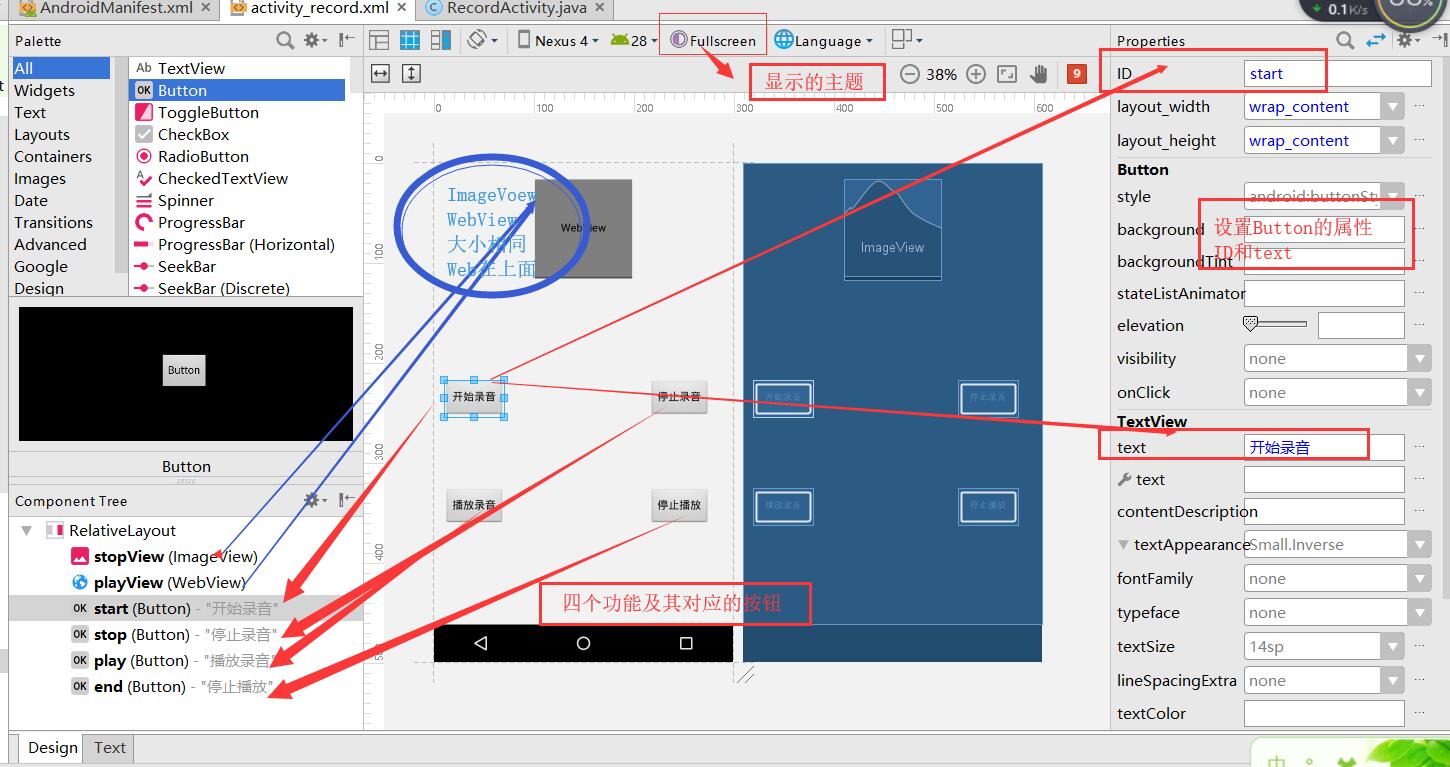 AndroidManifest.xml
activity_record.xml
RecordActivity.java
0.1K/s
Palette
Nexus 4
28
Fullscreen
Language
Properties
All
Widgets
Text
Layouts
Containers
Images
Date
Transitions
Advanced
Google
Design
Ab TextView
OK Button
ToggleButton
CheckBox
RadioButton
CheckedTextView
Spinner
ProgressBar
ProgressBar (Horizontal)
SeekBar
SeekBar (Discrete)
38%
9
显示的主题
0 100 200 300 400 500 600
0
100
200
300
400
500
ImageVoew
WebView
大小相同
Web在上面
WebView
ImageView
开始录音
停止录音
播放录音
停止播放
开始录音
停止录音
播放录音
停止播放
四个功能及其对应的按钮
Button
Button
Component Tree
RelativeLayout
stopView (ImageView)
playView (WebView)
OK start (Button) - "开始录音"
OK stop (Button) - "停止录音"
OK play (Button) - "播放录音"
OK end (Button) - "停止播放"
Design
Text
ID start
layout_width wrap_content
layout_height wrap_content
Button
style android:buttonSty
background
设置Button的属性
ID和text
backgroundTint
stateListAnimator
elevation
visibility none
onClick none
TextView
text 开始录音
text
contentDescription
textAppearance Small.Inverse
fontFamily none
typeface none
textSize 14sp
lineSpacingExtra none
textColor
中